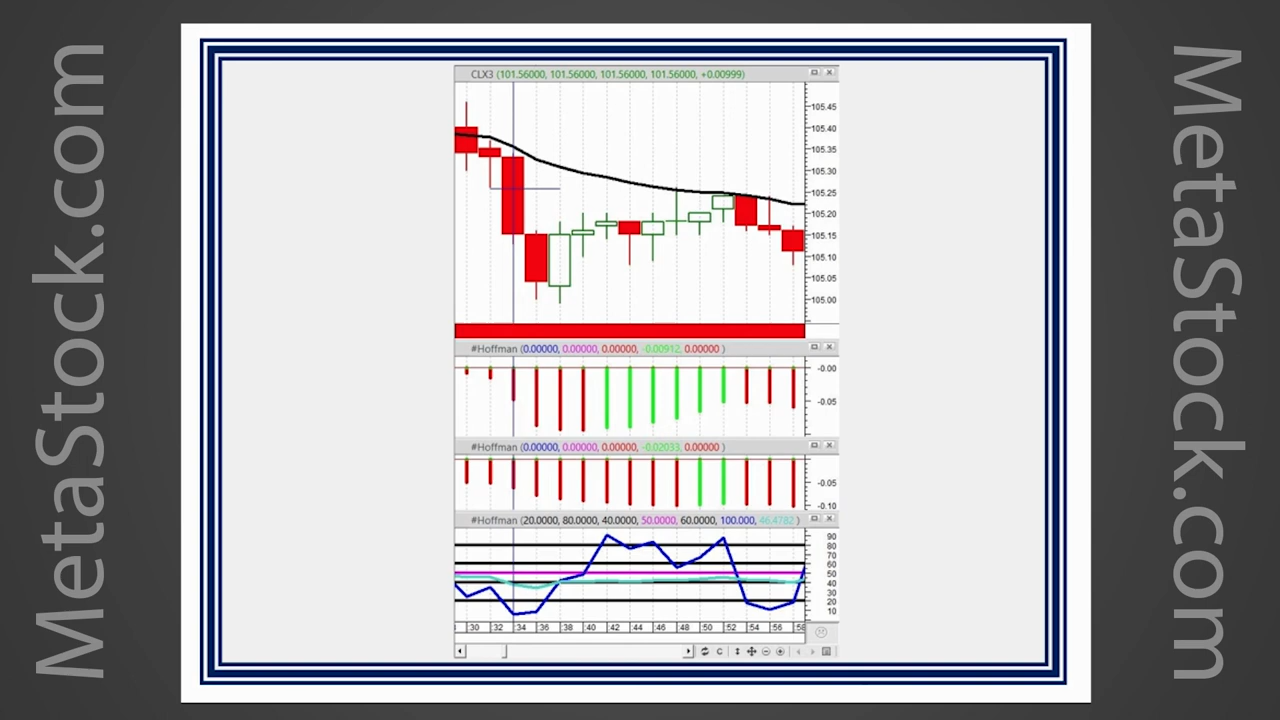 MetaStock.com
CLX3 (101.56000, 101.56000, 101.56000, 101.56000, +0.00999)
105.45
105.40
105.35
105.30
105.25
105.20
105.15
105.10
105.05
105.00
#Hoffman (0.00000, 0.00000, 0.00000, -0.00912, 0.00000 )
-0.00
-0.05
#Hoffman (0.00000, 0.00000, 0.00000, -0.02033, 0.00000 )
-0.05
-0.10
#Hoffman (20.0000, 80.0000, 40.0000, 50.0000, 60.0000, 100.000, 46.4782 )
90
80
70
60
50
40
30
20
10
:30 :32 :34 :36 :38 :40 :42 :44 :46 :48 :50 :52 :54 :56 :58
C
MetaStock.com